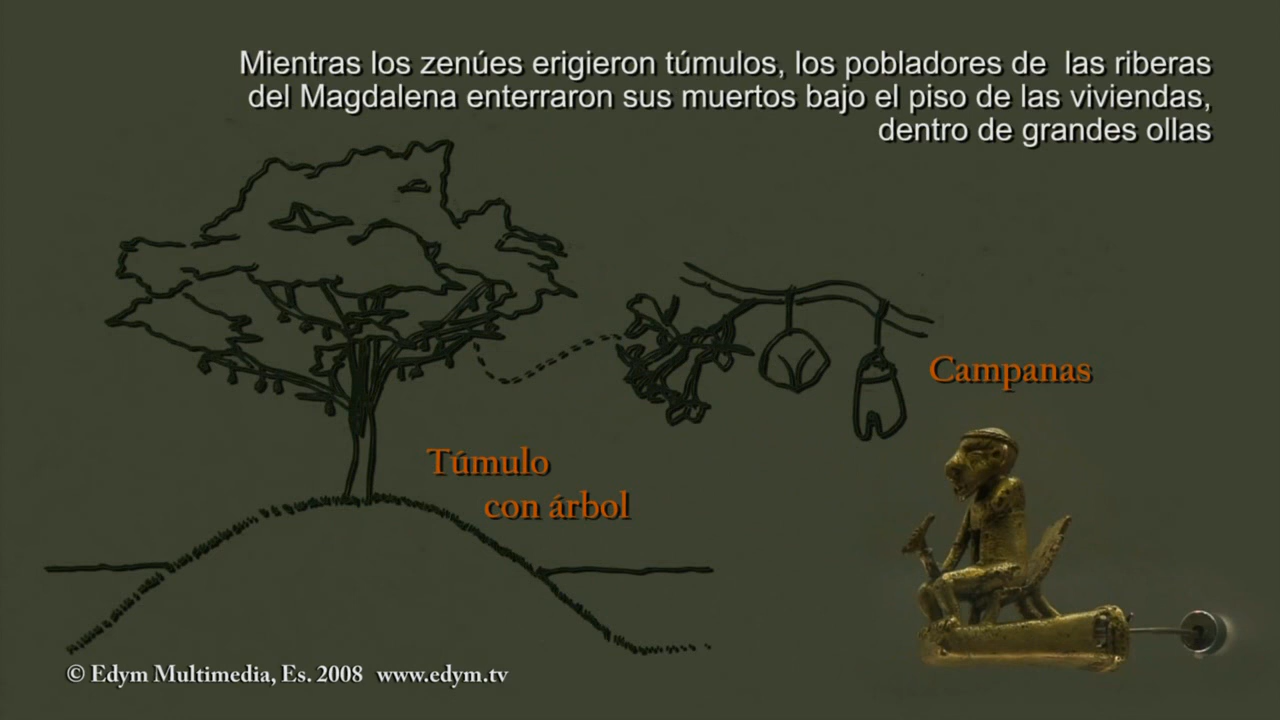 Mientras los zenúes erigieron túmulos, los pobladores de las riberas
del Magdalena enterraron sus muertos bajo el piso de las viviendas,
dentro de grandes ollas
Campanas
Túmulo
con árbol
© Edym Multimedia, Es. 2008 www.edym.tv